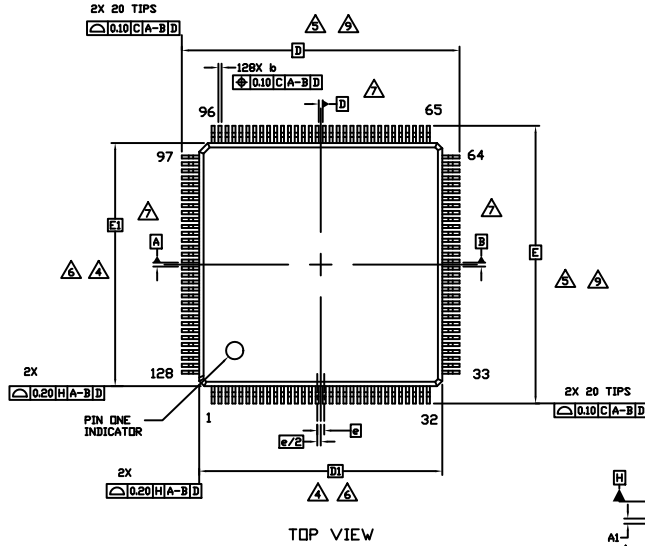 2X 20 TIPS
⌓ 0.10 C A-B D
5 9
D
128X b
⌖ 0.10 C A-B D
7
D
96
65
97
64
E1
7
7
A
B
E
6 4
5 9
128
33
2X
⌓ 0.20 H A-B D
PIN ONE
INDICATOR
1
32
2X 20 TIPS
⌓ 0.10 C A-B D
e
e/2
2X
⌓ 0.20 H A-B D
D1
4 6
H
A1
TOP VIEW